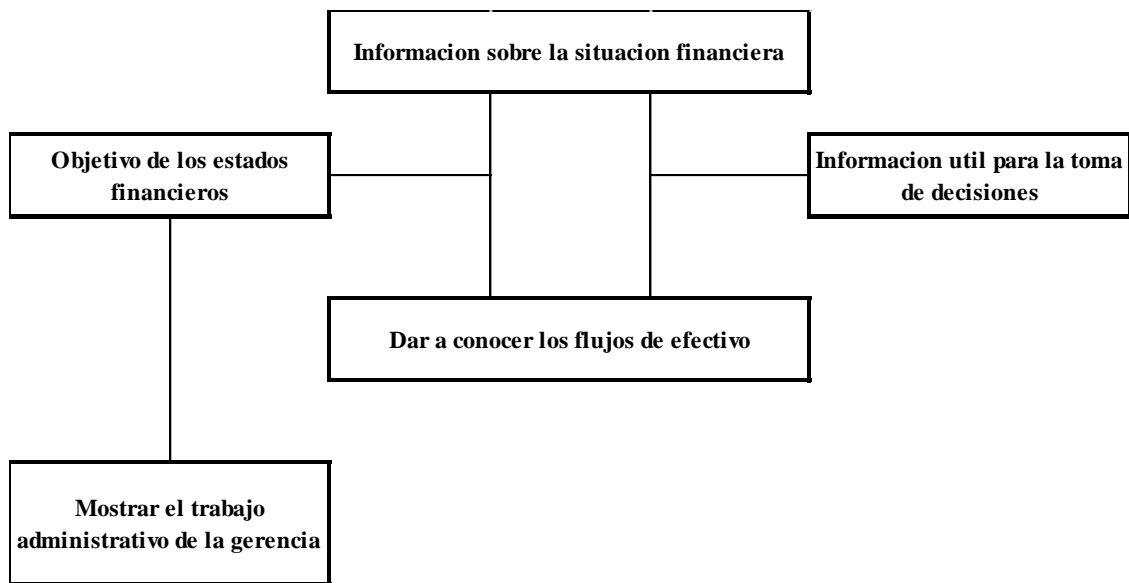 Informacion sobre la situacion financiera
Objetivo de los estados
financieros
Informacion util para la toma
de decisiones
Dar a conocer los flujos de efectivo
Mostrar el trabajo
administrativo de la gerencia